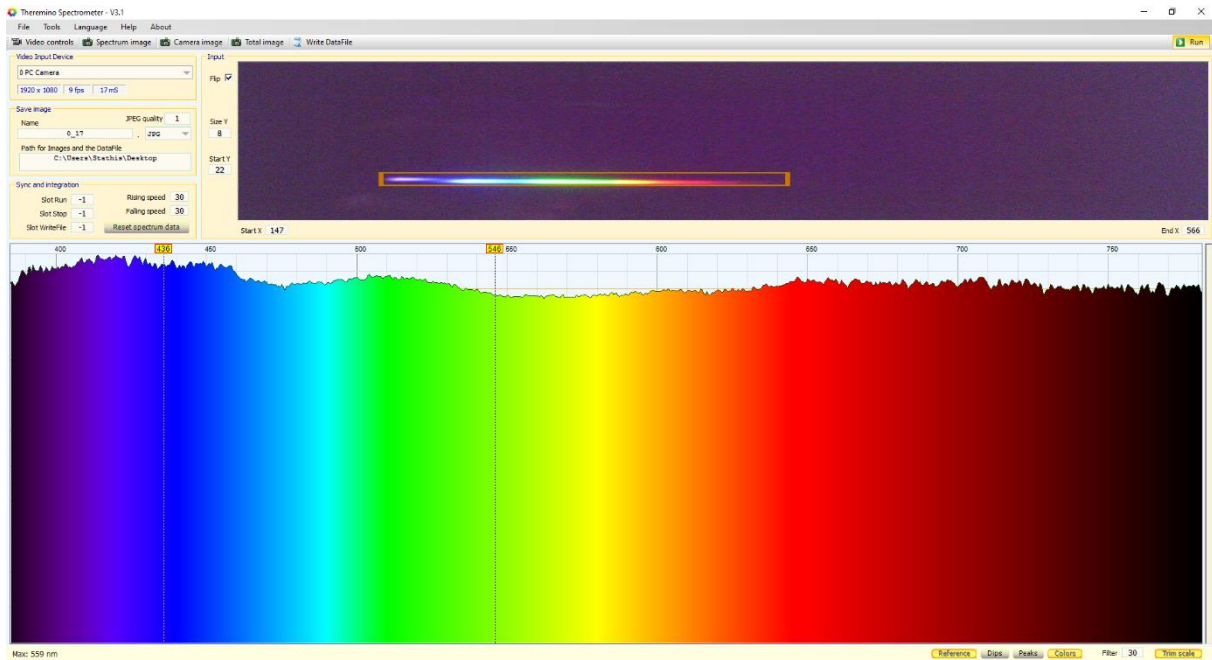 Theremino Spectrometer - V3.1
File Tools Language Help About
Video controls Spectrum image Camera image Total image Write DataFile Run
Video Input Device
0 PC Camera
1920 x 1080 9 fps 17 mS
Save image
Name JPEG quality 1
0_17 . JPG
Path for Images and the DataFile
C:\Users\Stathis\Desktop
Sync and integration
Slot Run -1 Rising speed 30
Slot Stop -1 Falling speed 30
Slot WriteFile -1 Reset spectrum data
Input
Flip
Size Y
8
Start Y
22
Start X 147 End X 566
400 436 450 500 546 550 600 650 700 750
Max: 559 nm Reference Dips Peaks Colors Filter 30 Trim scale